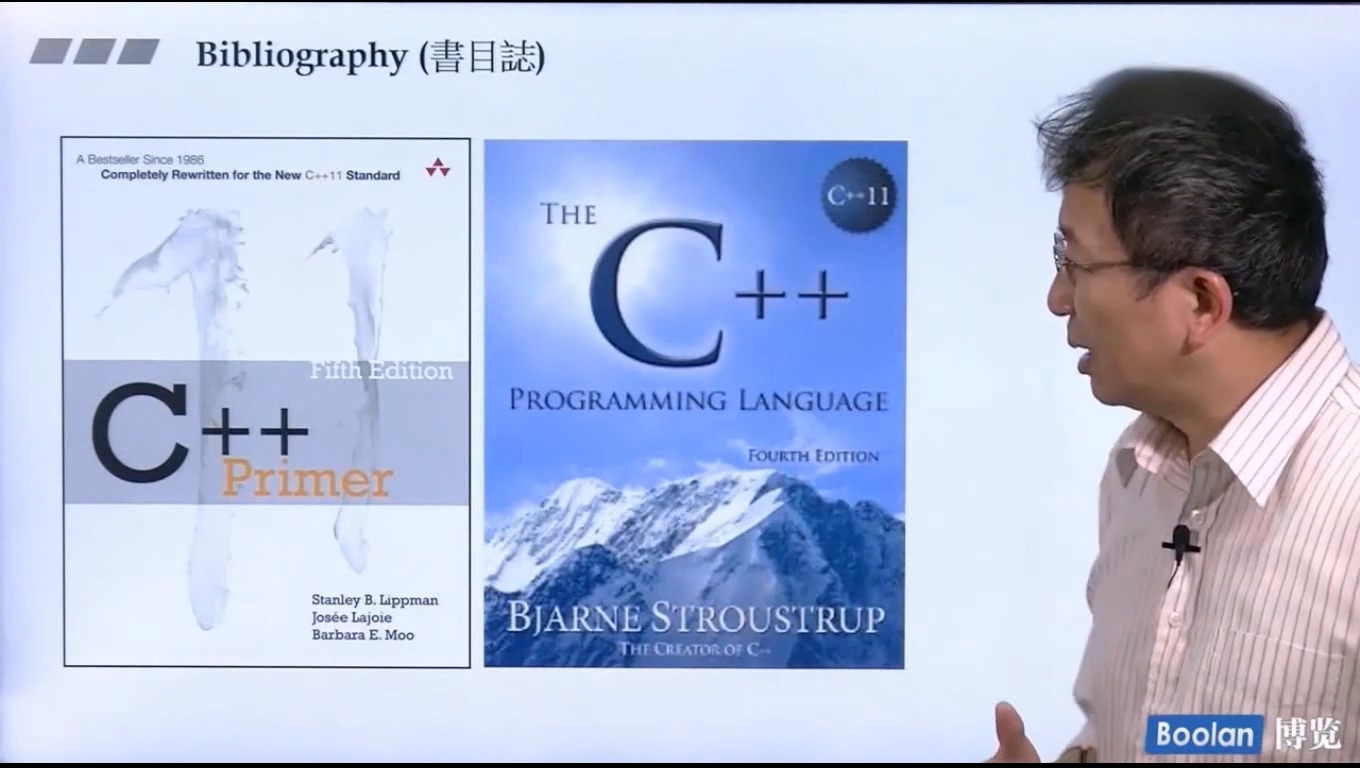 Bibliography (書目誌)
A Bestseller Since 1986
Completely Rewritten for the New C++11 Standard
Fifth Edition
C++
Primer
Stanley B. Lippman
Josée Lajoie
Barbara E. Moo
C++11
THE
C++
PROGRAMMING LANGUAGE
FOURTH EDITION
BJARNE STROUSTRUP
THE CREATOR OF C++
Boolan 博览